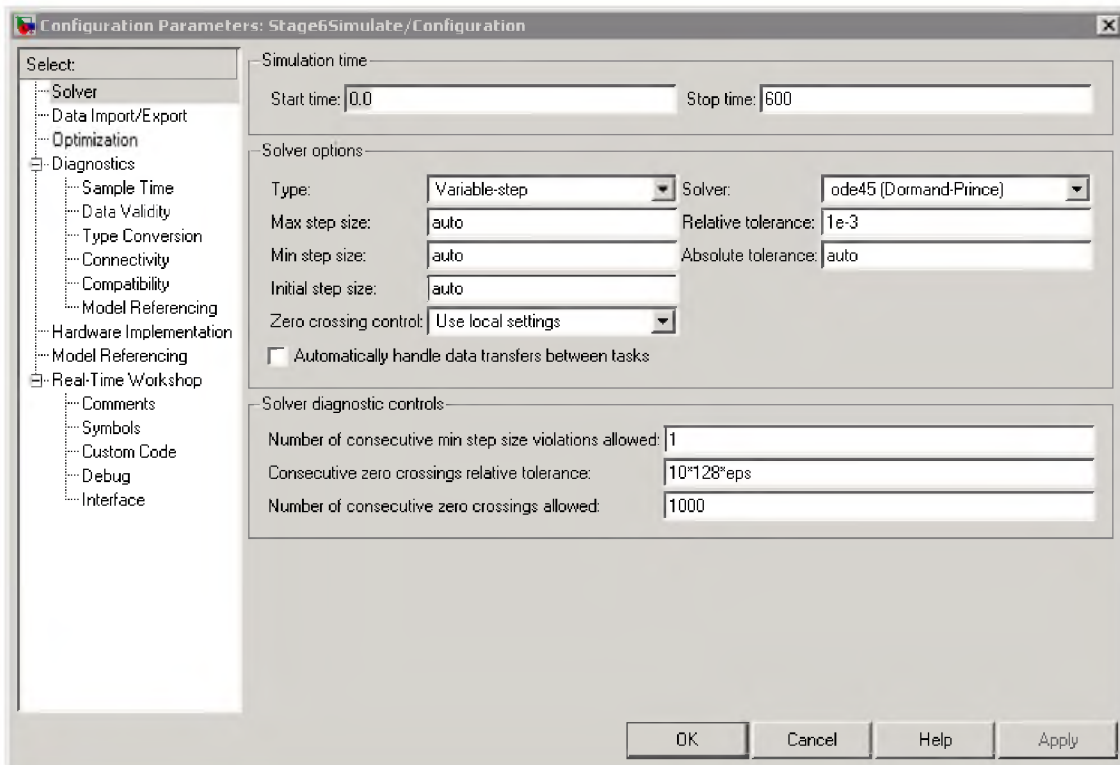 Configuration Parameters: Stage6Simulate/Configuration
Select:
Solver
Data Import/Export
Optimization
Diagnostics
Sample Time
Data Validity
Type Conversion
Connectivity
Compatibility
Model Referencing
Hardware Implementation
Model Referencing
Real-Time Workshop
Comments
Symbols
Custom Code
Debug
Interface
Simulation time
Start time: 0.0 Stop time: 600
Solver options
Type: Variable-step Solver: ode45 (Dormand-Prince)
Max step size: auto Relative tolerance: 1e-3
Min step size: auto Absolute tolerance: auto
Initial step size: auto
Zero crossing control: Use local settings
Automatically handle data transfers between tasks
Solver diagnostic controls
Number of consecutive min step size violations allowed: 1
Consecutive zero crossings relative tolerance: 10*128*eps
Number of consecutive zero crossings allowed: 1000
OK Cancel Help Apply